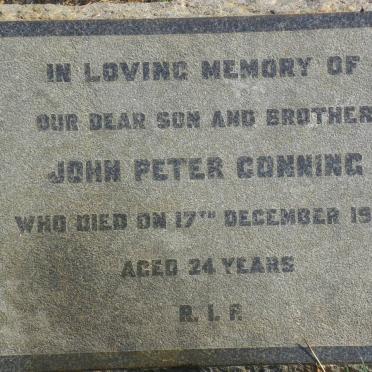 IN LOVING MEMORY OF
OUR DEAR SON AND BROTHER
JOHN PETER CONNING
WHO DIED ON 17TH DECEMBER 19
AGED 24 YEARS
R. I. P.